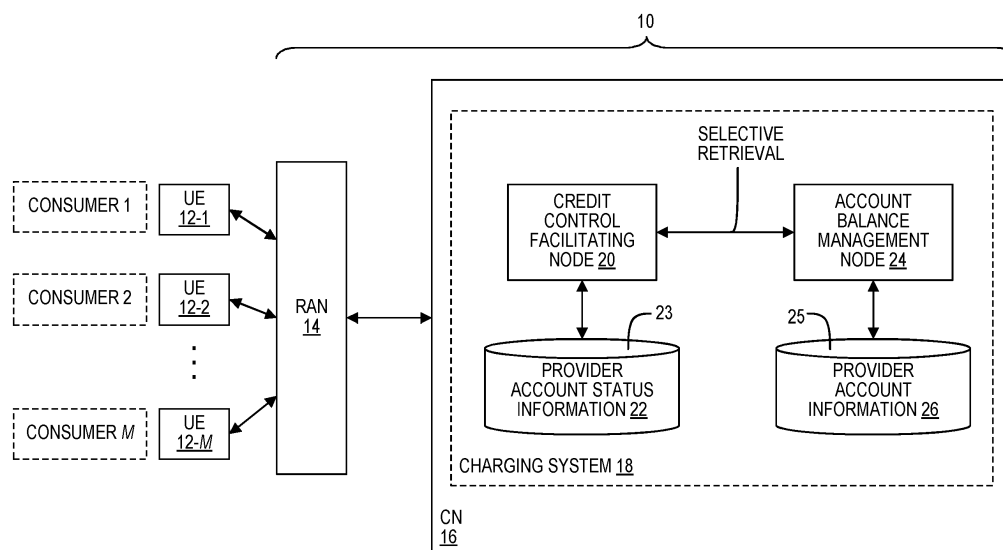 10
SELECTIVE
RETRIEVAL
CONSUMER 1
UE
12-1
CREDIT
CONTROL
FACILITATING
NODE 20
ACCOUNT
BALANCE
MANAGEMENT
NODE 24
CONSUMER 2
UE
12-2
RAN
14
23
25
PROVIDER
ACCOUNT STATUS
INFORMATION 22
PROVIDER
ACCOUNT
INFORMATION 26
CONSUMER M
UE
12-M
CHARGING SYSTEM 18
CN
16